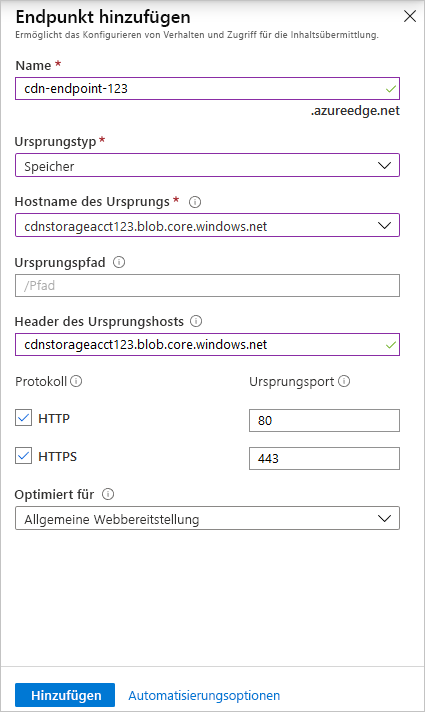 Endpunkt hinzufügen
Ermöglicht das Konfigurieren von Verhalten und Zugriff für die Inhaltsübermittlung.
Name *
cdn-endpoint-123
.azureedge.net
Ursprungstyp *
Speicher
Hostname des Ursprungs *
cdnstorageacct123.blob.core.windows.net
Ursprungspfad
/Pfad
Header des Ursprungshosts
cdnstorageacct123.blob.core.windows.net
Protokoll Ursprungsport
HTTP 80
HTTPS 443
Optimiert für
Allgemeine Webbereitstellung
Hinzufügen Automatisierungsoptionen